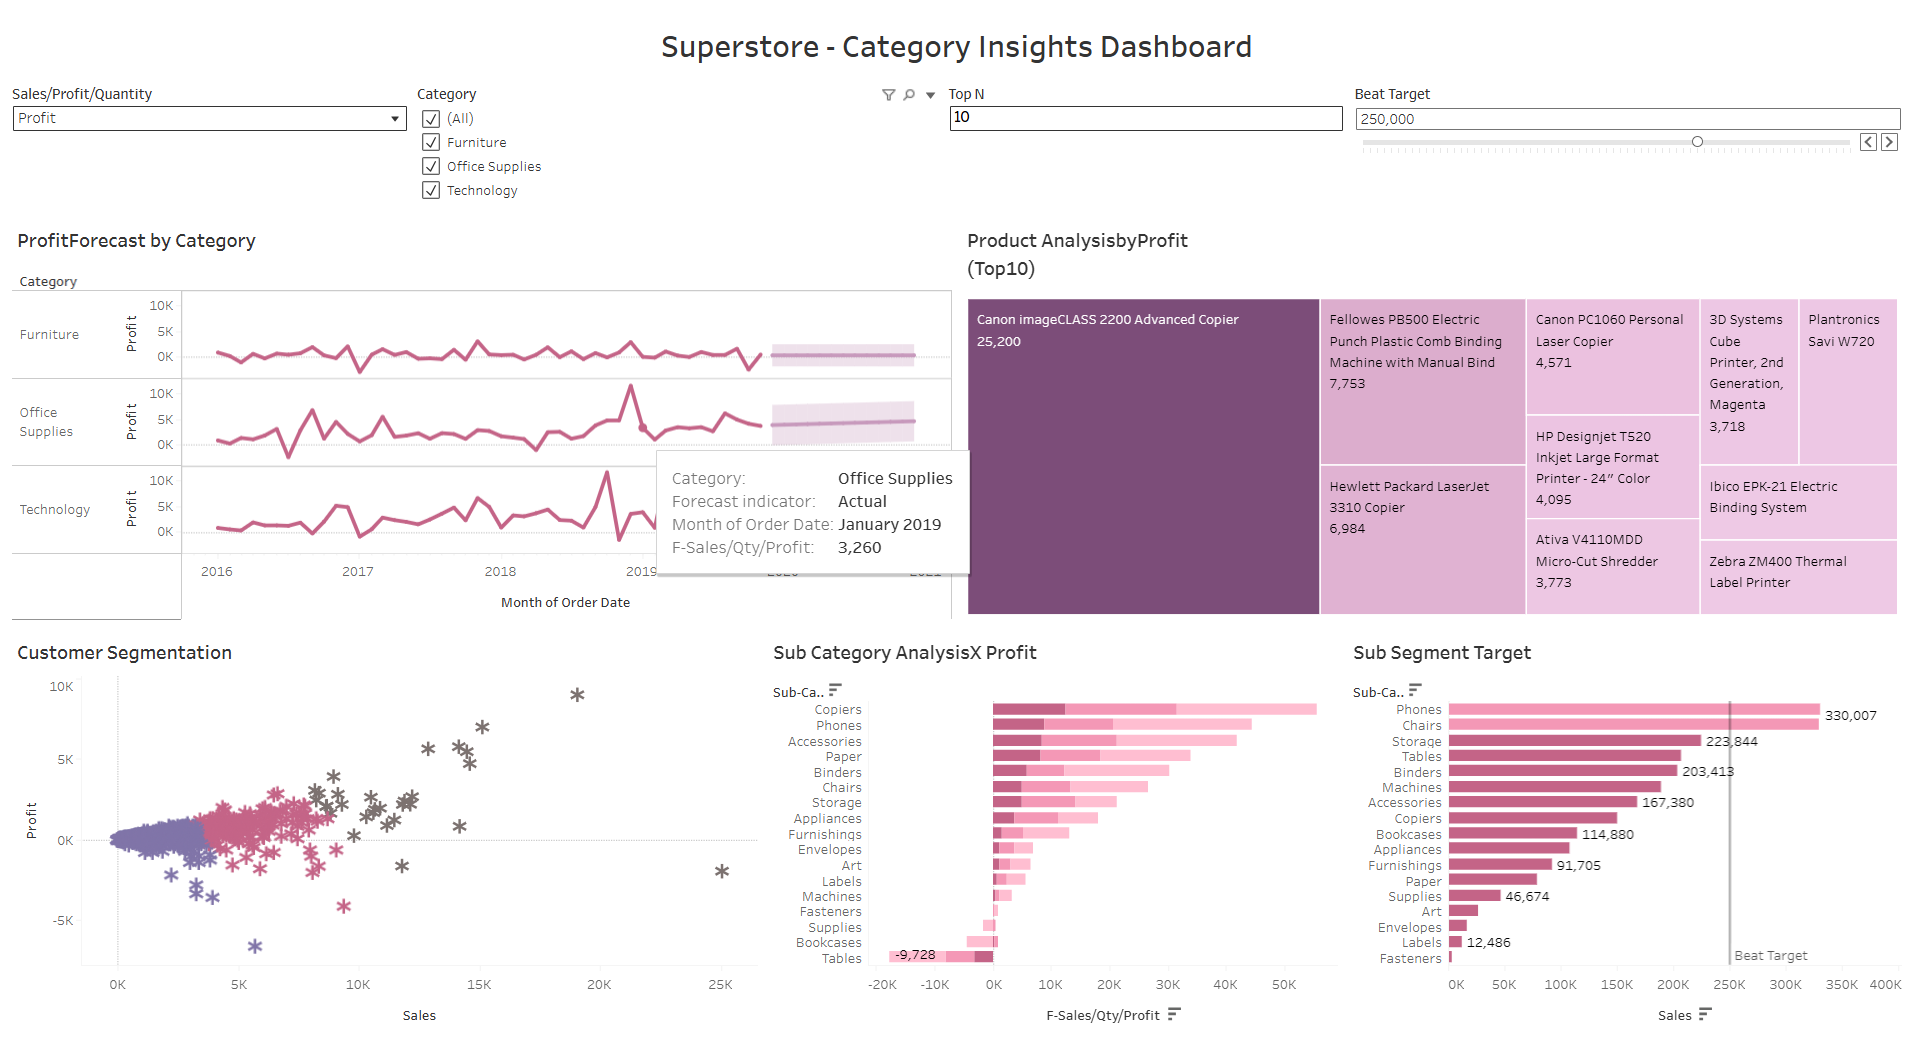 Superstore - Category Insights Dashboard
Sales/Profit/Quantity
Profit
Category
(All)
Furniture
Office Supplies
Technology
Top N
10
Beat Target
250,000
ProfitForecast by Category
Category
Furniture
Profit
10K
5K
0K
Office
Supplies
Profit
10K
5K
0K
Technology
Profit
10K
5K
0K
2016
2017
2018
2019
Month of Order Date
Category: Office Supplies
Forecast indicator: Actual
Month of Order Date: January 2019
F-Sales/Qty/Profit: 3,260
Product AnalysisbyProfit
(Top10)
Canon imageCLASS 2200 Advanced Copier
25,200
Fellowes PB500 Electric
Punch Plastic Comb Binding
Machine with Manual Bind
7,753
Hewlett Packard LaserJet
3310 Copier
6,984
Canon PC1060 Personal
Laser Copier
4,571
HP Designjet T520
Inkjet Large Format
Printer - 24" Color
4,095
Ativa V4110MDD
Micro-Cut Shredder
3,773
3D Systems
Cube
Printer, 2nd
Generation,
Magenta
3,718
Plantronics
Savi W720
Ibico EPK-21 Electric
Binding System
Zebra ZM400 Thermal
Label Printer
Customer Segmentation
Profit
10K
5K
0K
-5K
0K
5K
10K
15K
20K
25K
Sales
Sub Category AnalysisX Profit
Sub-Ca..
Copiers
Phones
Accessories
Paper
Binders
Chairs
Storage
Appliances
Furnishings
Envelopes
Art
Labels
Machines
Fasteners
Supplies
Bookcases
Tables
-9,728
-20K
-10K
0K
10K
20K
30K
40K
50K
F-Sales/Qty/Profit
Sub Segment Target
Sub-Ca..
Phones
330,007
Chairs
Storage
223,844
Tables
Binders
203,413
Machines
Accessories
167,380
Copiers
Bookcases
114,880
Appliances
Furnishings
91,705
Paper
Supplies
46,674
Art
Envelopes
Labels
12,486
Fasteners
Beat Target
0K
50K
100K
150K
200K
250K
300K
350K
400K
Sales